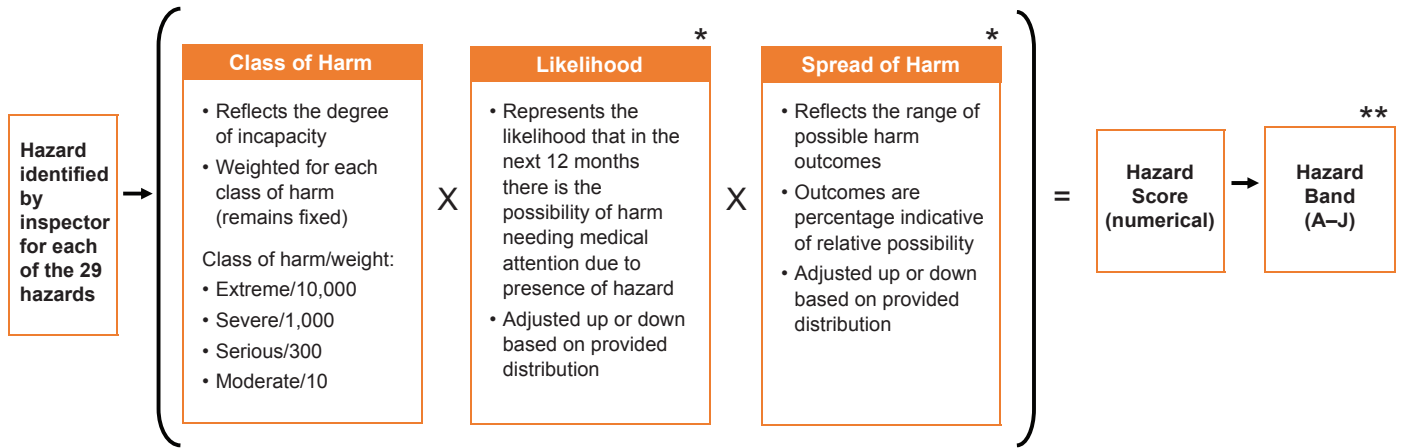 Hazard
identified
by
inspector
for each
of the 29
hazards
Class of Harm
• Reflects the degree
of incapacity
• Weighted for each
class of harm
(remains fixed)
Class of harm/weight:
• Extreme/10,000
• Severe/1,000
• Serious/300
• Moderate/10
X
*
Likelihood
• Represents the
likelihood that in the
next 12 months
there is the
possibility of harm
needing medical
attention due to
presence of hazard
• Adjusted up or down
based on provided
distribution
X
*
Spread of Harm
• Reflects the range of
possible harm
outcomes
• Outcomes are
percentage indicative
of relative possibility
• Adjusted up or down
based on provided
distribution
=
Hazard
Score
(numerical)
**
Hazard
Band
(A–J)